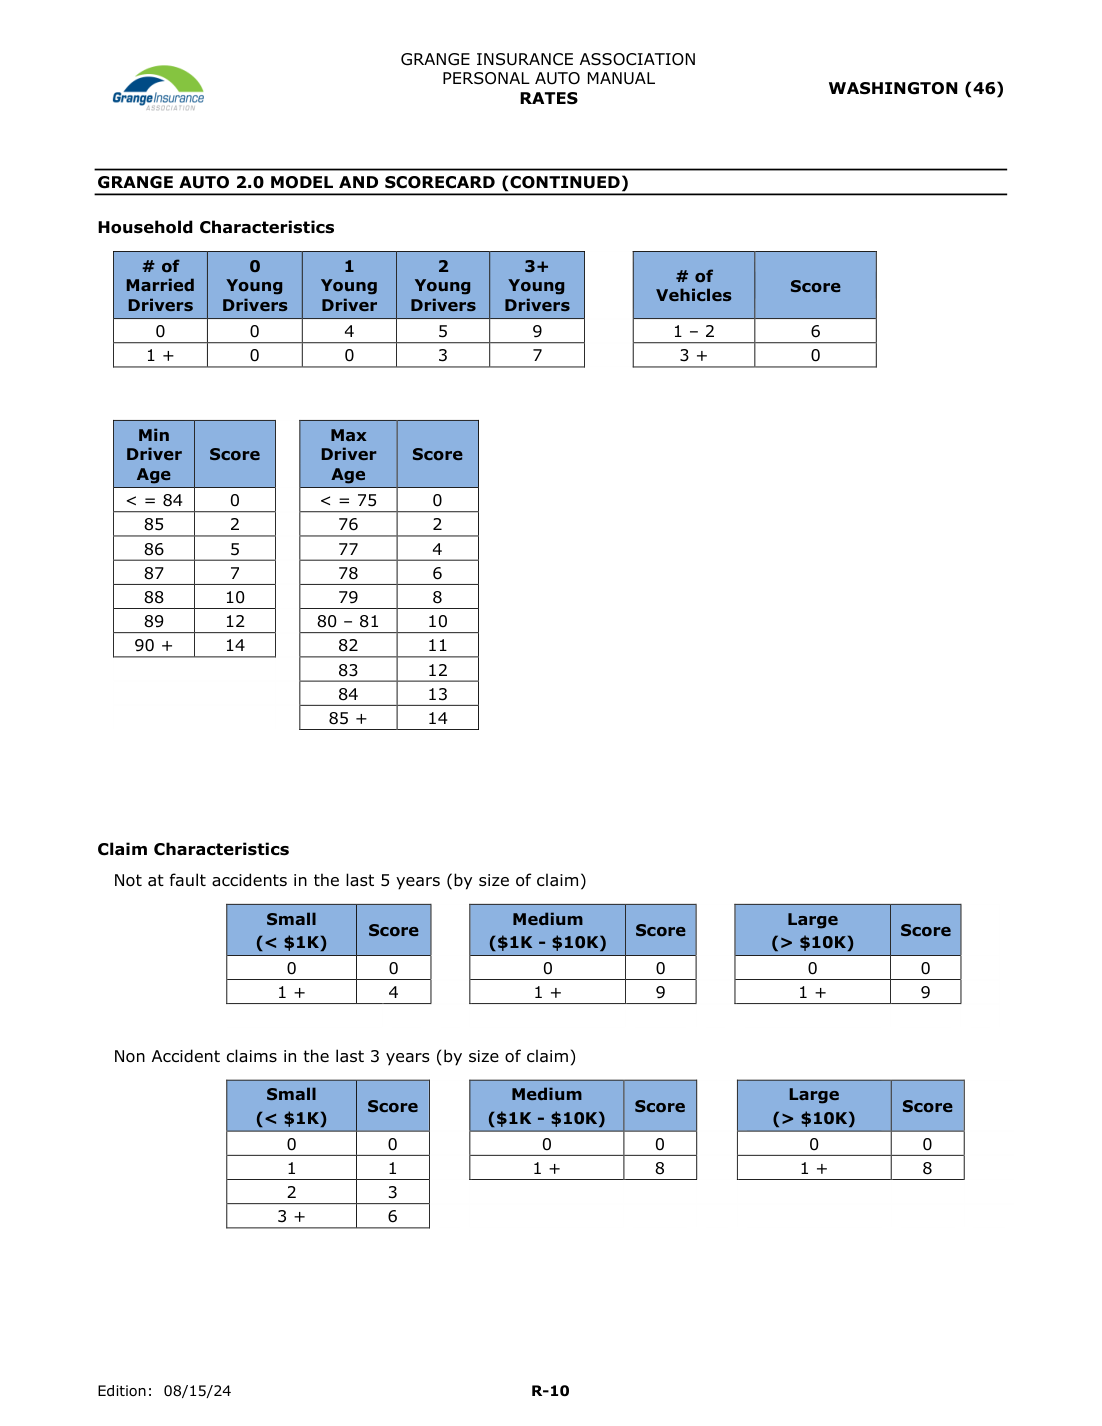 GRANGE INSURANCE ASSOCIATION
PERSONAL AUTO MANUAL
RATES
WASHINGTON (46)
GrangeInsurance
ASSOCIATION
GRANGE AUTO 2.0 MODEL AND SCORECARD (CONTINUED)
Household Characteristics
# of Married Drivers 0 Young Drivers 1 Young Driver 2 Young Drivers 3+ Young Drivers
0 0 4 5 9
1 + 0 0 3 7
# of Vehicles Score
1 – 2 6
3 + 0
Min Driver Age Score
< = 84 0
85 2
86 5
87 7
88 10
89 12
90 + 14
Max Driver Age Score
< = 75 0
76 2
77 4
78 6
79 8
80 – 81 10
82 11
83 12
84 13
85 + 14
Claim Characteristics
Not at fault accidents in the last 5 years (by size of claim)
Small (< $1K) Score
0 0
1 + 4
Medium ($1K - $10K) Score
0 0
1 + 9
Large (> $10K) Score
0 0
1 + 9
Non Accident claims in the last 3 years (by size of claim)
Small (< $1K) Score
0 0
1 1
2 3
3 + 6
Medium ($1K - $10K) Score
0 0
1 + 8
Large (> $10K) Score
0 0
1 + 8
Edition: 08/15/24
R-10